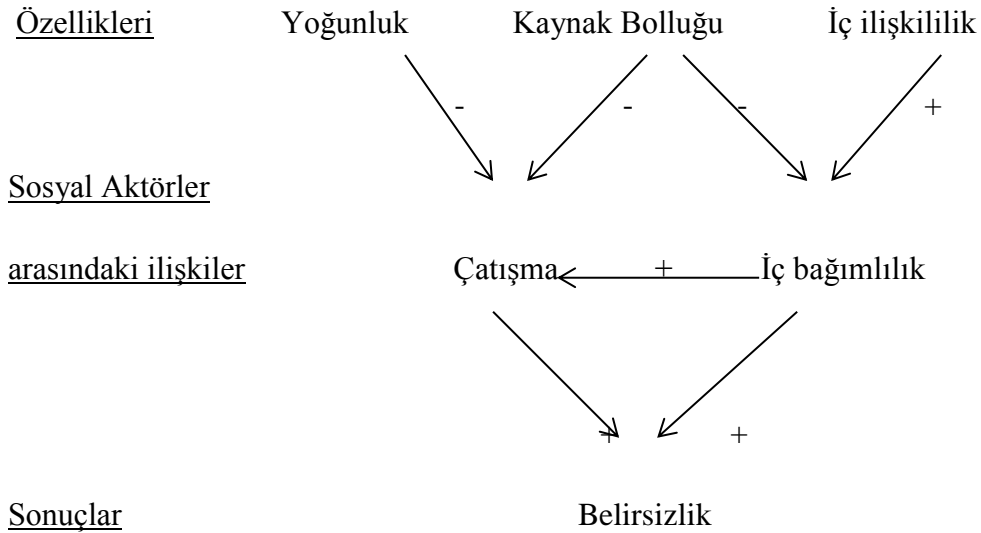 Özellikleri Yoğunluk Kaynak Bolluğu İç ilişkililik
- - - +
Sosyal Aktörler
arasındaki ilişkiler Çatışma + İç bağımlılık
+ +
Sonuçlar Belirsizlik